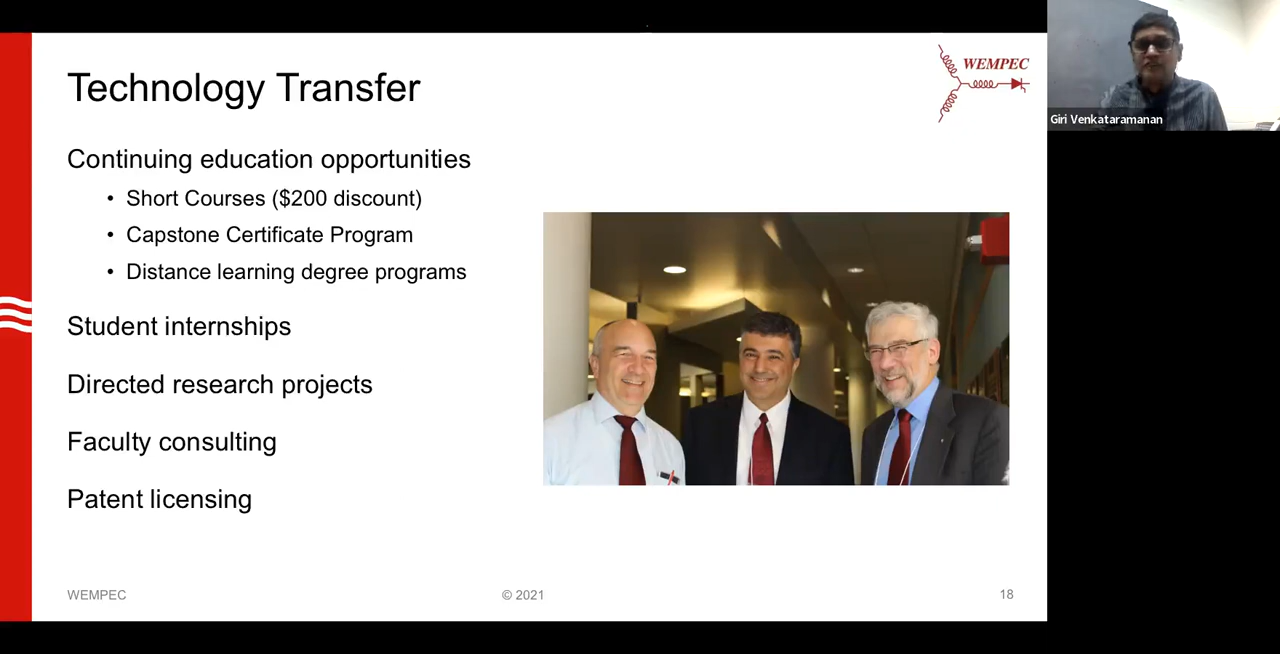 Technology Transfer
WEMPEC
Giri Venkataramanan
Continuing education opportunities
• Short Courses ($200 discount)
• Capstone Certificate Program
• Distance learning degree programs
Student internships
Directed research projects
Faculty consulting
Patent licensing
WEMPEC
© 2021
18